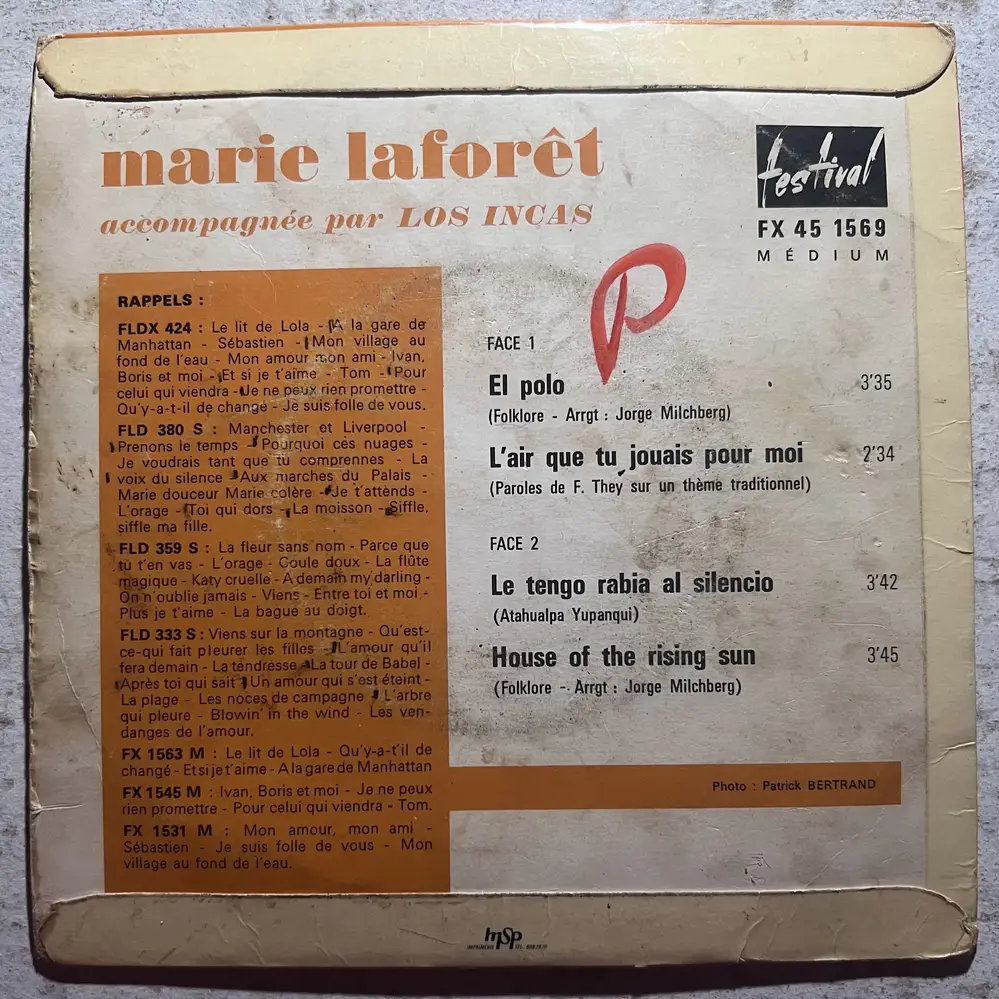 marie laforêt
accompagnée par LOS INCAS
festival
FX 45 1569
MÉDIUM
RAPPELS :
FLDX 424 : Le lit de Lola - A la gare de
Manhattan - Sébastien - Mon village au
fond de l'eau - Mon amour mon ami - Ivan,
Boris et moi - Et si je t'aime - Tom - Pour
celui qui viendra - Je ne peux rien promettre -
Qu'y-a-t-il de changé - Je suis folle de vous.
FLD 380 S : Manchester et Liverpool -
Prenons le temps - Pourquoi ces nuages -
Je voudrais tant que tu comprennes - La
voix du silence - Aux marches du Palais -
Marie douceur Marie colère - Je t'attends -
L'orage - Toi qui dors - La moisson - Siffle,
siffle ma fille.
FLD 359 S : La fleur sans nom - Parce que
tu t'en vas - L'orage - Coule doux - La flûte
magique - Katy cruelle - A demain my darling -
On n'oublie jamais - Viens - Entre toi et moi -
Plus je t'aime - La bague au doigt.
FLD 333 S : Viens sur la montagne - Qu'est-
ce-qui fait pleurer les filles - L'amour qu'il
fera demain - La tendresse - La tour de Babel -
Après toi qui sait - Un amour qui s'est éteint -
La plage - Les noces de campagne - L'arbre
qui pleure - Blowin' in the wind - Les ven-
danges de l'amour.
FX 1563 M : Le lit de Lola - Qu'y-a-t'il de
changé - Et si je t'aime - A la gare de Manhattan
FX 1545 M : Ivan, Boris et moi - Je ne peux
rien promettre - Pour celui qui viendra - Tom.
FX 1531 M : Mon amour, mon ami -
Sébastien - Je suis folle de vous - Mon
village au fond de l'eau.
P
FACE 1
El polo 3'35
(Folklore - Arrgt : Jorge Milchberg)
L'air que tu jouais pour moi 2'34
(Paroles de F. They sur un thème traditionnel)
FACE 2
Le tengo rabia al silencio 3'42
(Atahualpa Yupanqui)
House of the rising sun 3'45
(Folklore - Arrgt : Jorge Milchberg)
Photo : Patrick BERTRAND
IMPRIMERIE msp TÉL.